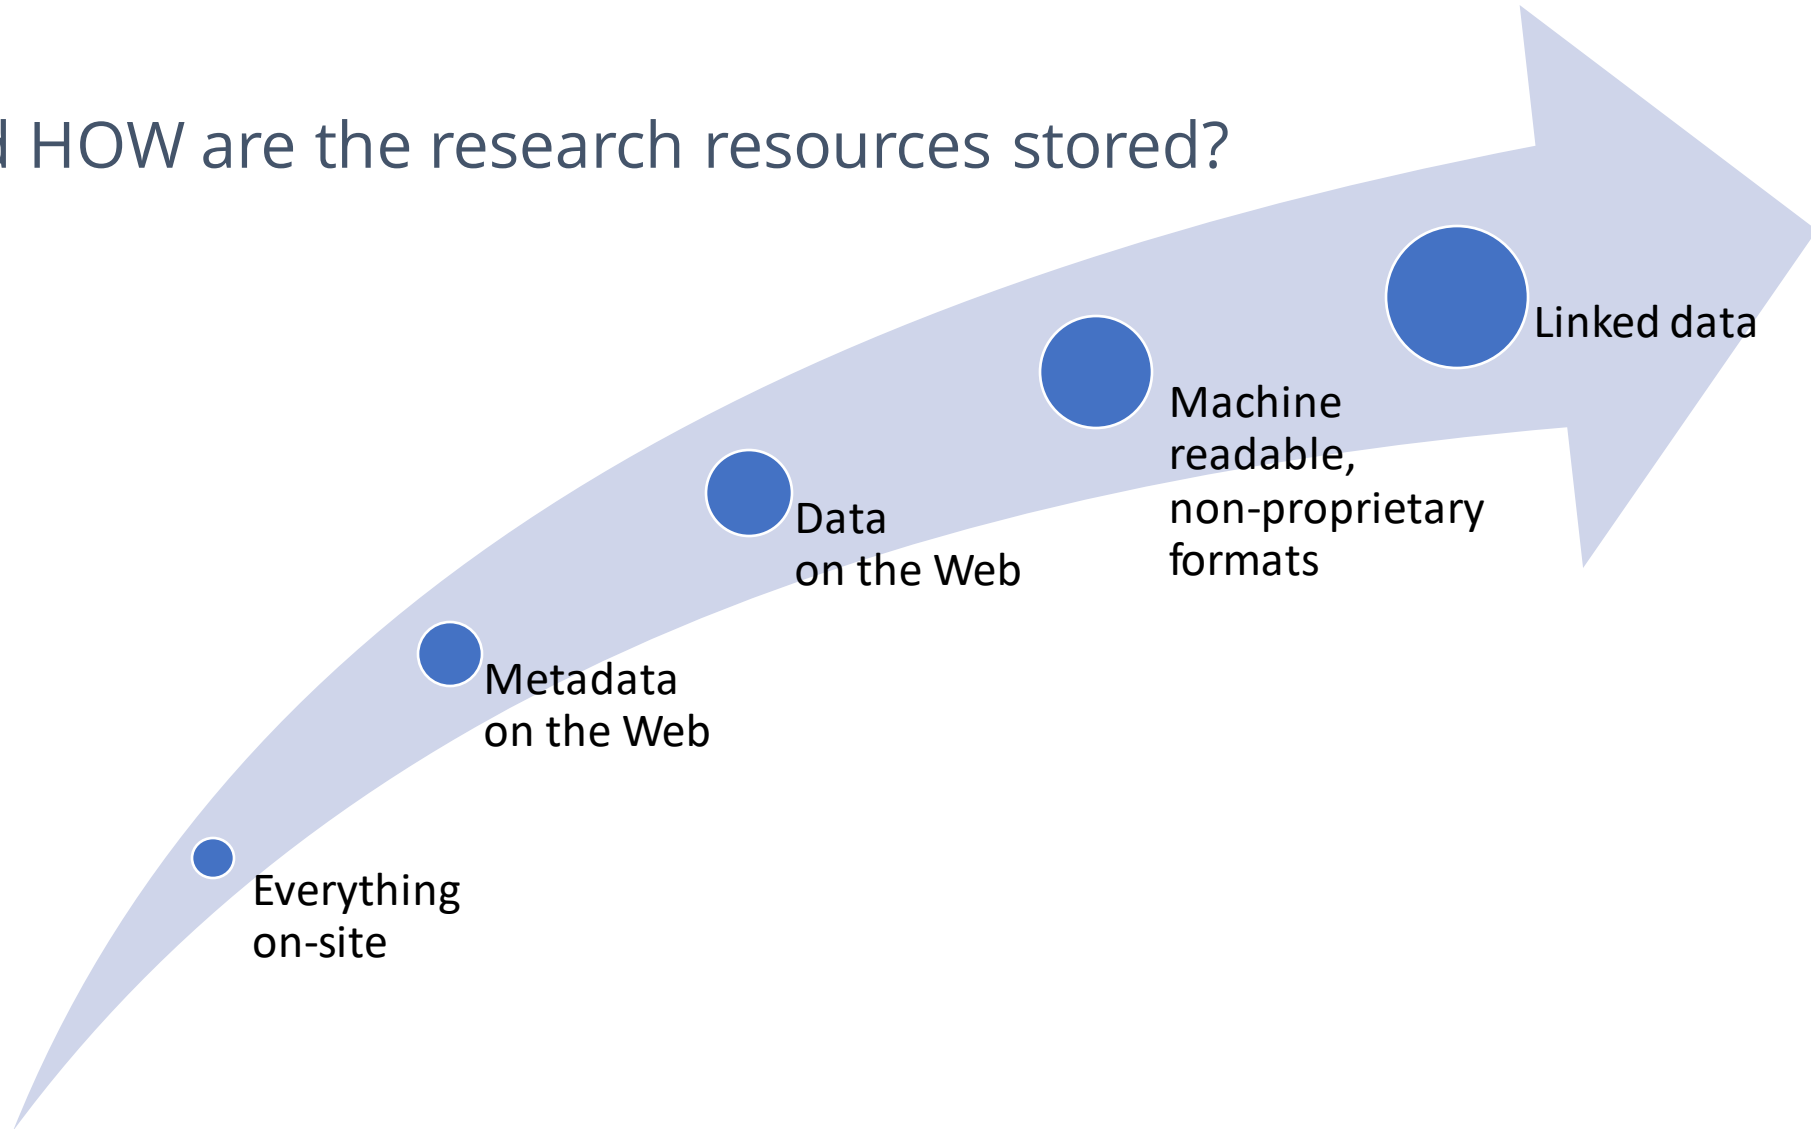 HOW are the research resources stored?
Linked data
Machine
readable,
non-proprietary
formats
Data
on the Web
Metadata
on the Web
Everything
on-site